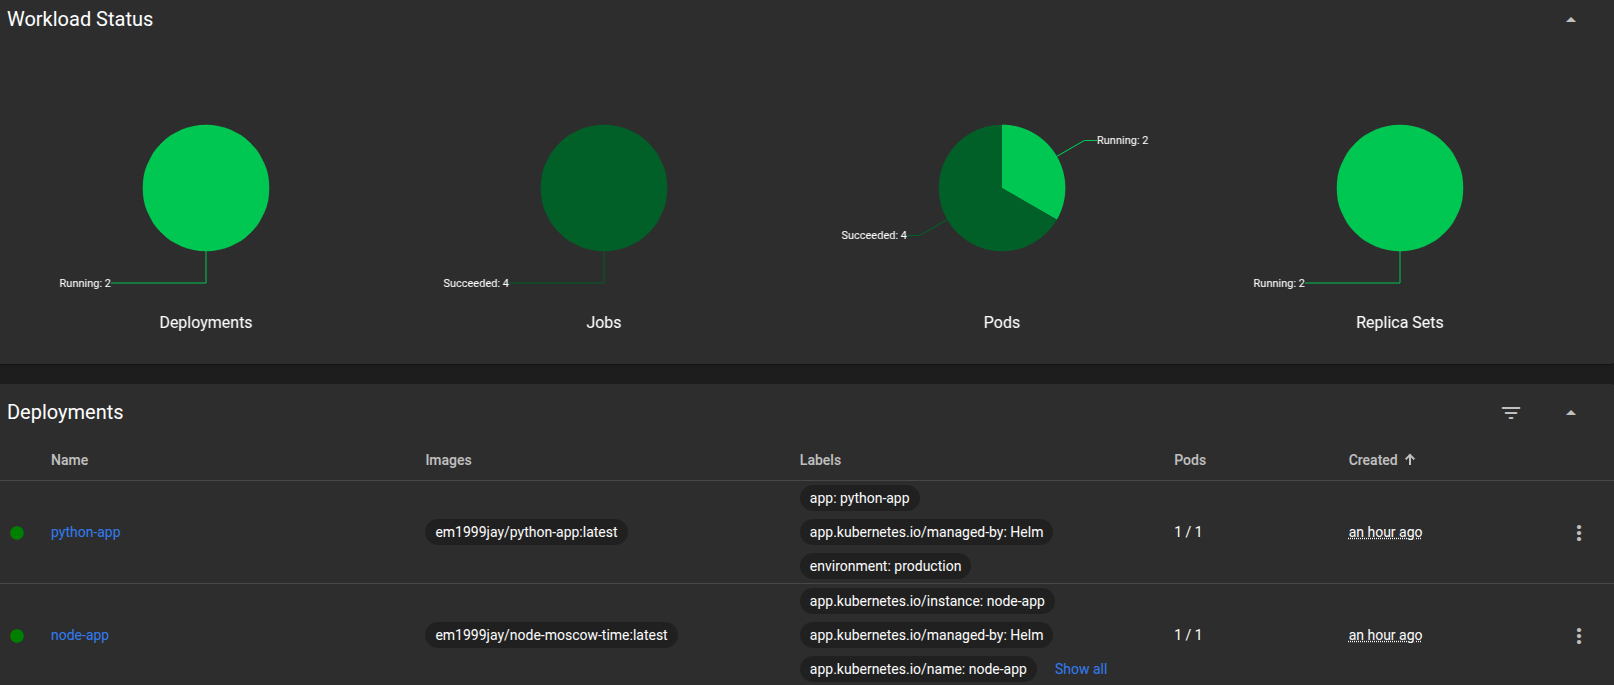 Workload Status
Running: 2
Succeeded: 4
Running: 2
Succeeded: 4
Running: 2
Deployments
Jobs
Pods
Replica Sets
Deployments
Name Images Labels Pods Created
app: python-app
python-app em1999jay/python-app:latest app.kubernetes.io/managed-by: Helm 1 / 1 an hour ago
environment: production
app.kubernetes.io/instance: node-app
node-app em1999jay/node-moscow-time:latest app.kubernetes.io/managed-by: Helm 1 / 1 an hour ago
app.kubernetes.io/name: node-app Show all